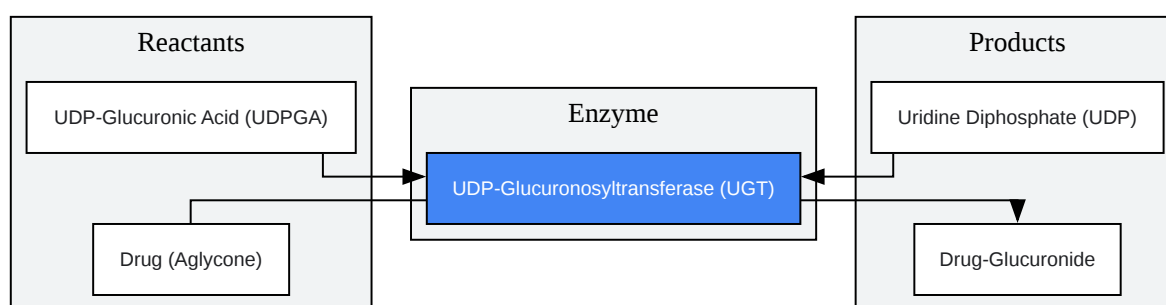 Reactants
UDP-Glucuronic Acid (UDPGA)
Drug (Aglycone)
Enzyme
UDP-Glucuronosyltransferase (UGT)
Products
Uridine Diphosphate (UDP)
Drug-Glucuronide